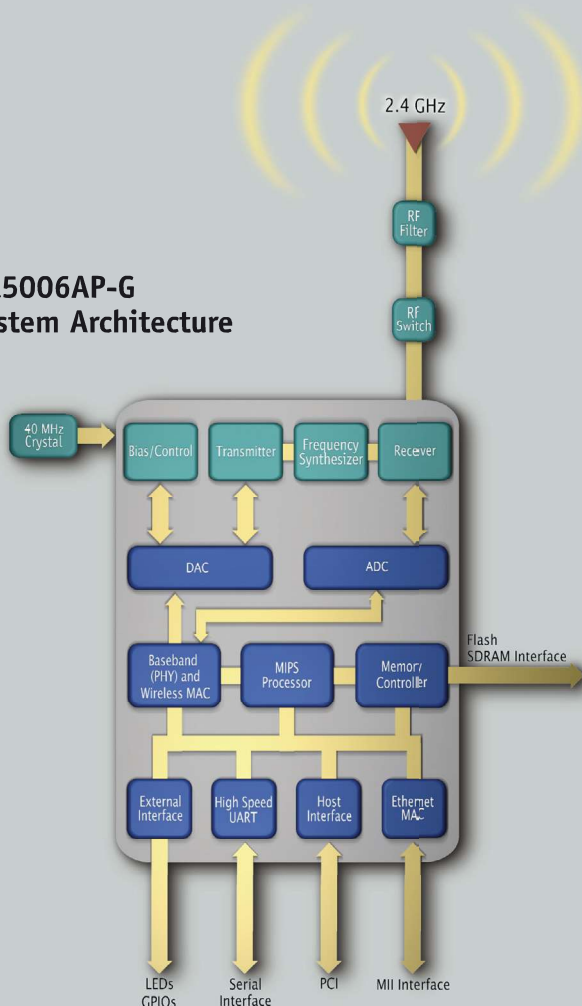 2.4 GHz
RF
Filter
5006AP-G
stem Architecture
Rf
Switch
40 MHz
Crystal
Bias/Control
Transmitter
Frequency
Synthesizer
Receiver
DAC
ADC
Baseband
(PHY) and
Wireless MAC
MIPS
Processor
Memory
Controller
Flash
SDRAM Interface
External
Interface
High Speed
UART
Host
Interface
Ethernet
MAC
LEDs
GPIOs
Serial
Interface
PCI
MII Interface